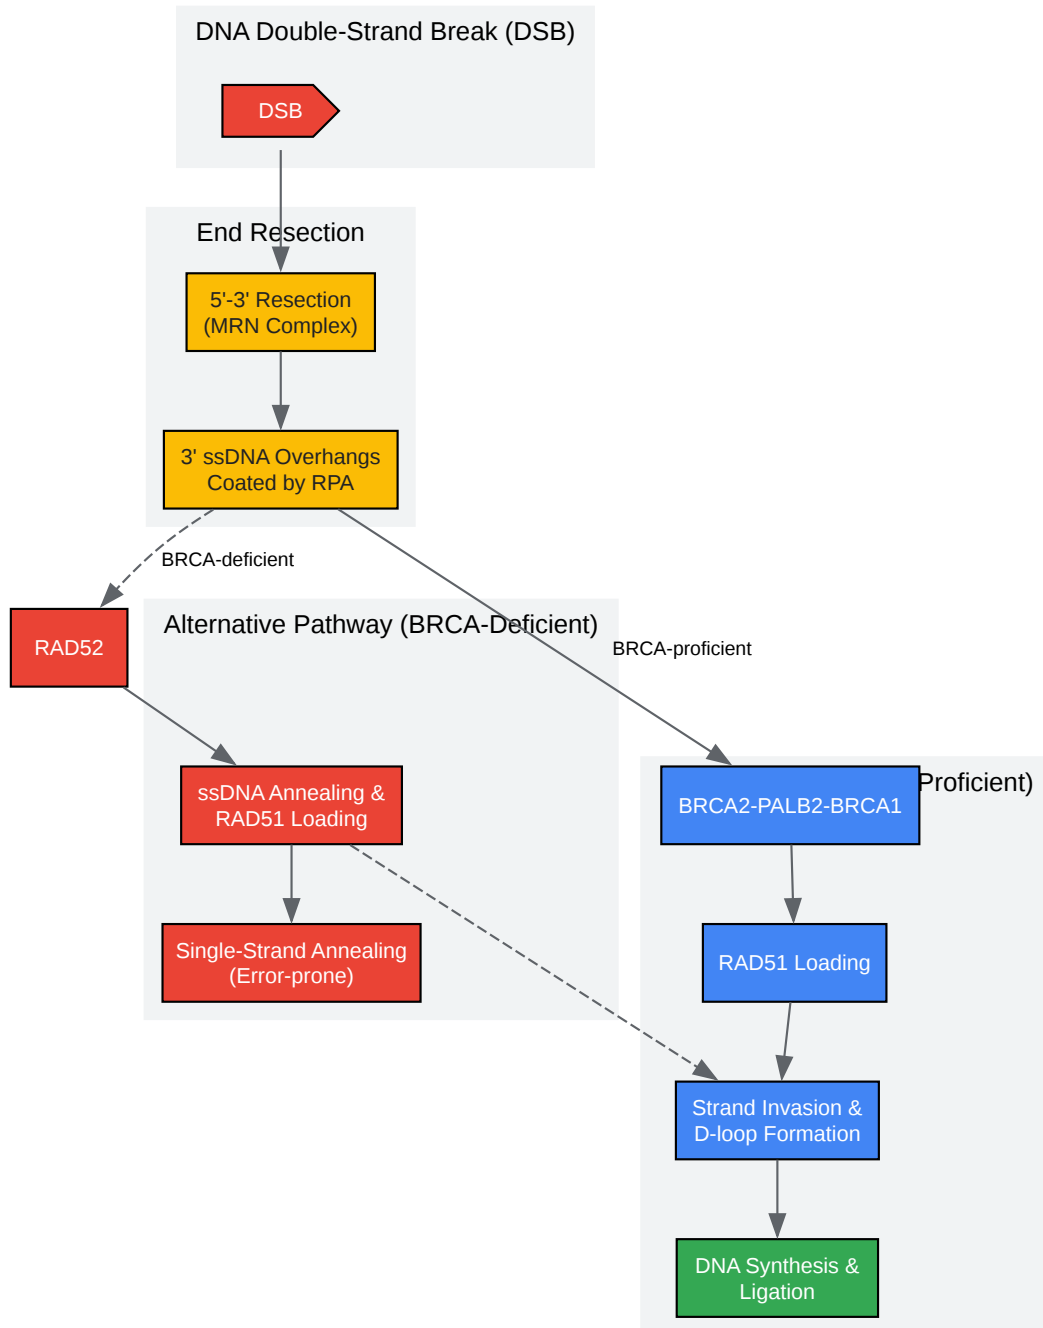 DNA Double-Strand Break (DSB)
DSB
End Resection
5'-3' Resection
(MRN Complex)
3' ssDNA Overhangs
Coated by RPA
BRCA-deficient
RAD52
Alternative Pathway (BRCA-Deficient)
BRCA-proficient
ssDNA Annealing &
RAD51 Loading
Single-Strand Annealing
(Error-prone)
Proficient)
BRCA2-PALB2-BRCA1
RAD51 Loading
Strand Invasion &
D-loop Formation
DNA Synthesis &
Ligation